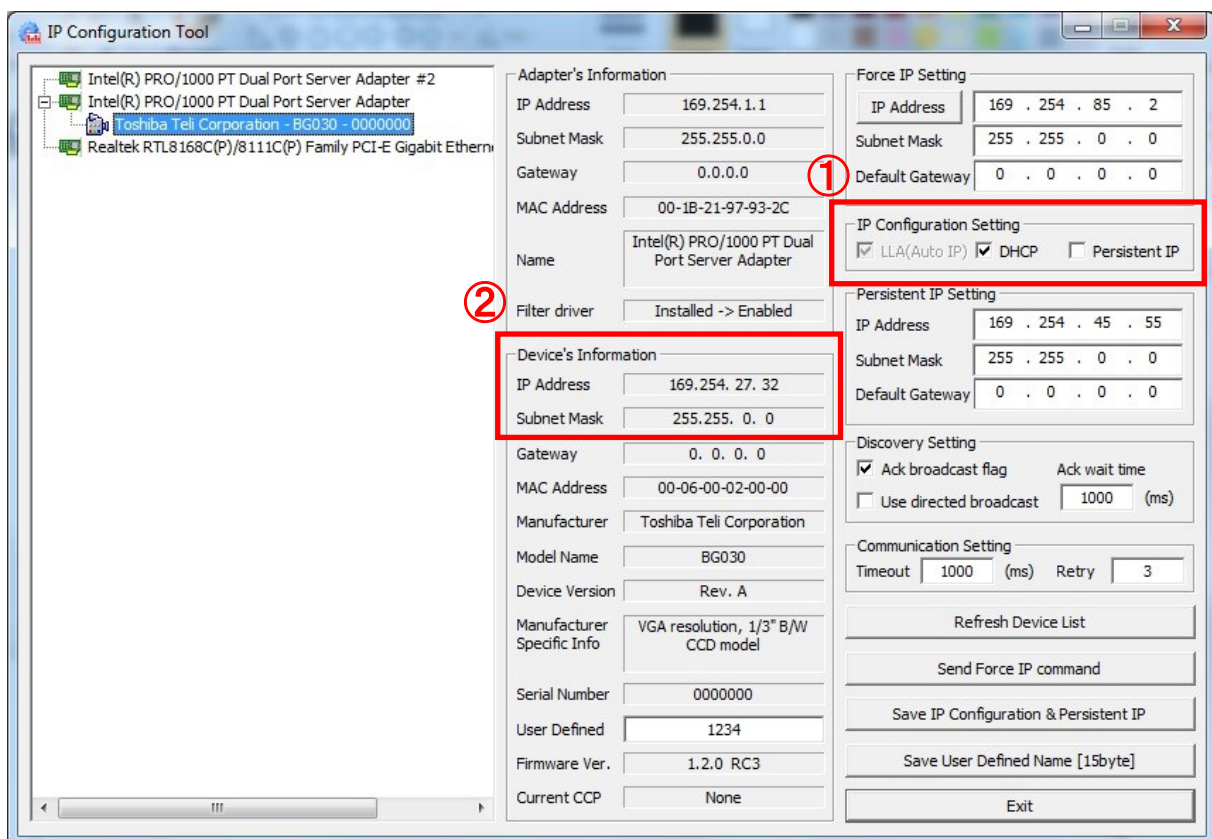 IP Configuration Tool
Intel(R) PRO/1000 PT Dual Port Server Adapter #2
Intel(R) PRO/1000 PT Dual Port Server Adapter
Toshiba Teli Corporation - BG030 - 0000000
Realtek RTL8168C(P)/8111C(P) Family PCI-E Gigabit Ethern
Adapter's Information
IP Address 169.254.1.1
Subnet Mask 255.255.0.0
Gateway 0.0.0.0
MAC Address 00-1B-21-97-93-2C
Name Intel(R) PRO/1000 PT Dual
Port Server Adapter
Filter driver Installed -> Enabled
②
Device's Information
IP Address 169.254. 27. 32
Subnet Mask 255.255. 0. 0
Gateway 0. 0. 0. 0
MAC Address 00-06-00-02-00-00
Manufacturer Toshiba Teli Corporation
Model Name BG030
Device Version Rev. A
Manufacturer Specific Info VGA resolution, 1/3" B/W
CCD model
Serial Number 0000000
User Defined 1234
Firmware Ver. 1.2.0 RC3
Current CCP None
Force IP Setting
IP Address 169 . 254 . 85 . 2
Subnet Mask 255 . 255 . 0 . 0
Default Gateway 0 . 0 . 0 . 0
①
IP Configuration Setting
LLA(Auto IP) DHCP Persistent IP
Persistent IP Setting
IP Address 169 . 254 . 45 . 55
Subnet Mask 255 . 255 . 0 . 0
Default Gateway 0 . 0 . 0 . 0
Discovery Setting
Ack broadcast flag Ack wait time
Use directed broadcast 1000 (ms)
Communication Setting
Timeout 1000 (ms) Retry 3
Refresh Device List
Send Force IP command
Save IP Configuration & Persistent IP
Save User Defined Name [15byte]
Exit